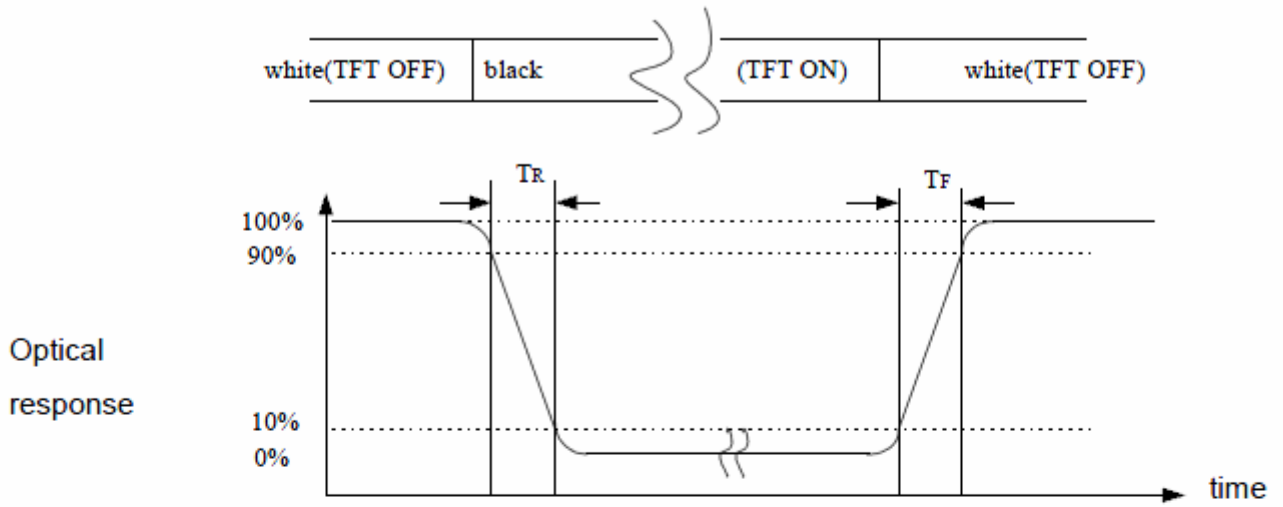 white(TFT OFF) black (TFT ON) white(TFT OFF)
TR TF
100%
90%
Optical
response
10%
0%
time